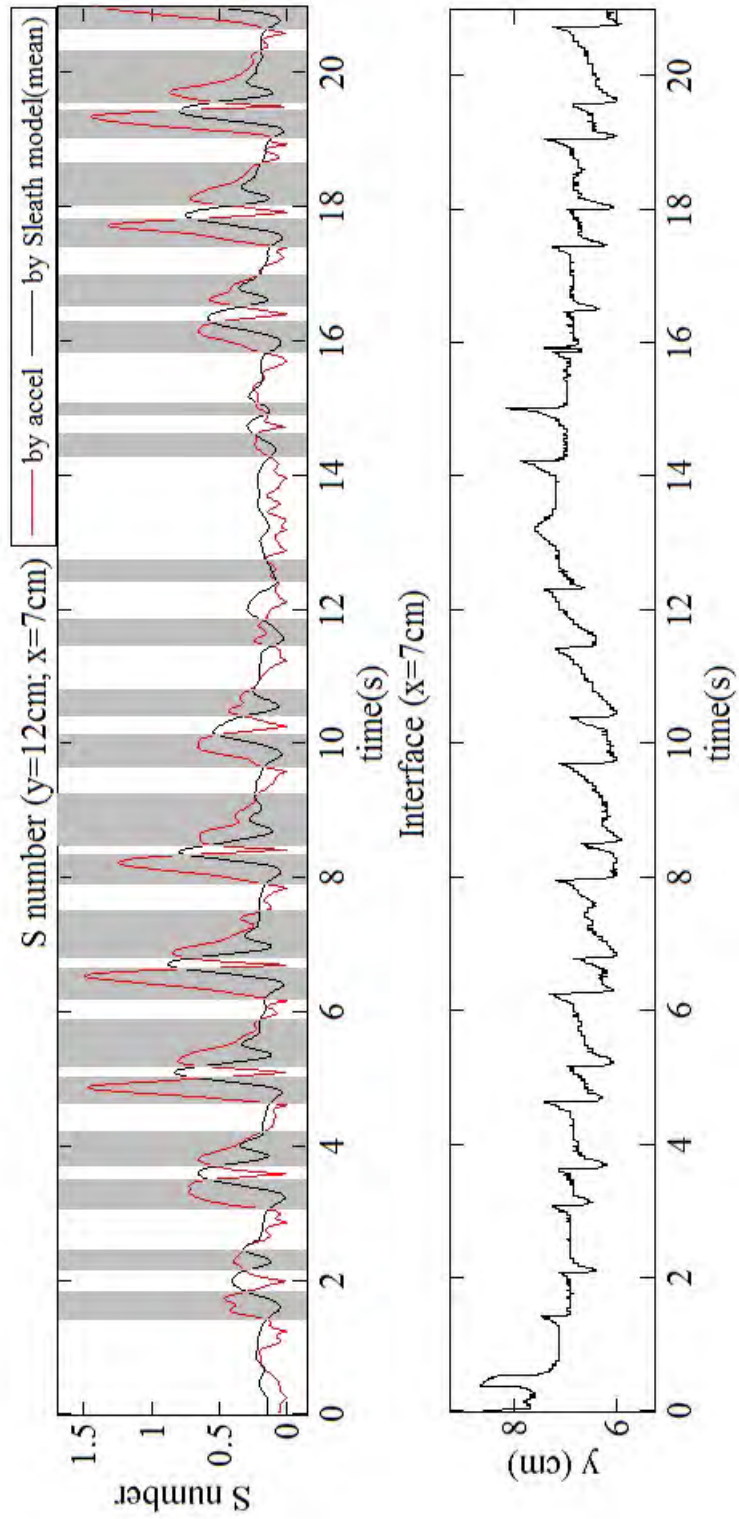 S number (y=12cm; x=7cm)
by accel by Sleath model(mean)
S number
1.5
1
0.5
0
0 2 4 6 8 10 12 14 16 18 20
time(s)
Interface (x=7cm)
y (cm)
8
6
0 2 4 6 8 10 12 14 16 18 20
time(s)